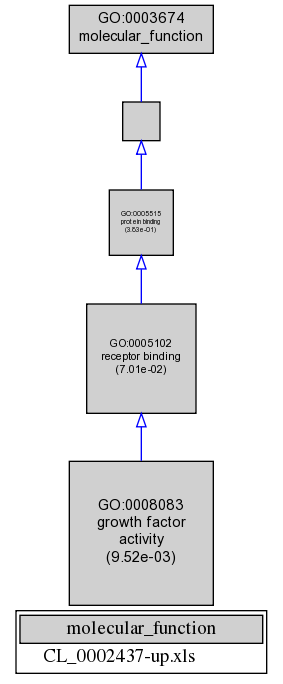 GO:0003674
molecular_function
GO:0005515
protein binding
(3.63e-01)
GO:0005102
receptor binding
(7.01e-02)
GO:0008083
growth factor
activity
(9.52e-03)
molecular_function
CL_0002437-up.xls